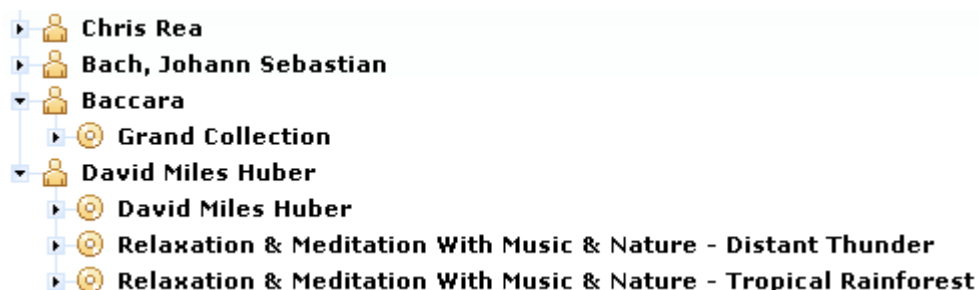 Chris Rea
Bach, Johann Sebastian
Baccara
Grand Collection
David Miles Huber
David Miles Huber
Relaxation & Meditation With Music & Nature - Distant Thunder
Relaxation & Meditation With Music & Nature - Tropical Rainforest